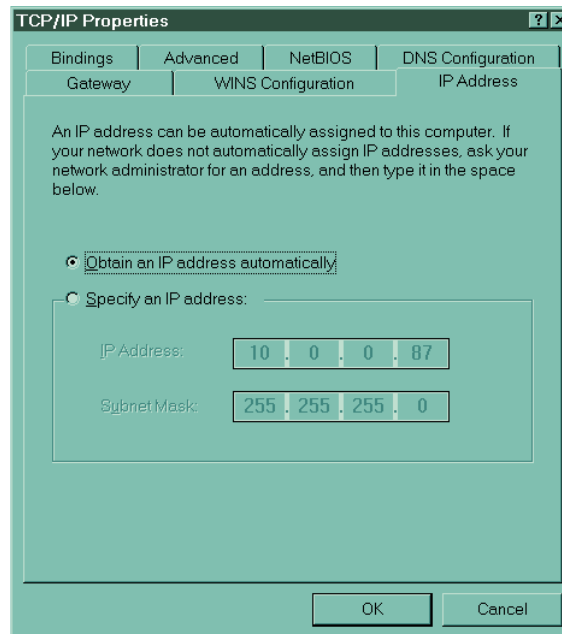 TCP/IP Properties
Bindings Advanced NetBIOS DNS Configuration
Gateway WINS Configuration IP Address
An IP address can be automatically assigned to this computer. If
your network does not automatically assign IP addresses, ask your
network administrator for an address, and then type it in the space
below.
Obtain an IP address automatically
Specify an IP address:
IP Address: 10 . 0 . 0 . 87
Subnet Mask: 255 . 255 . 255 . 0
OK Cancel